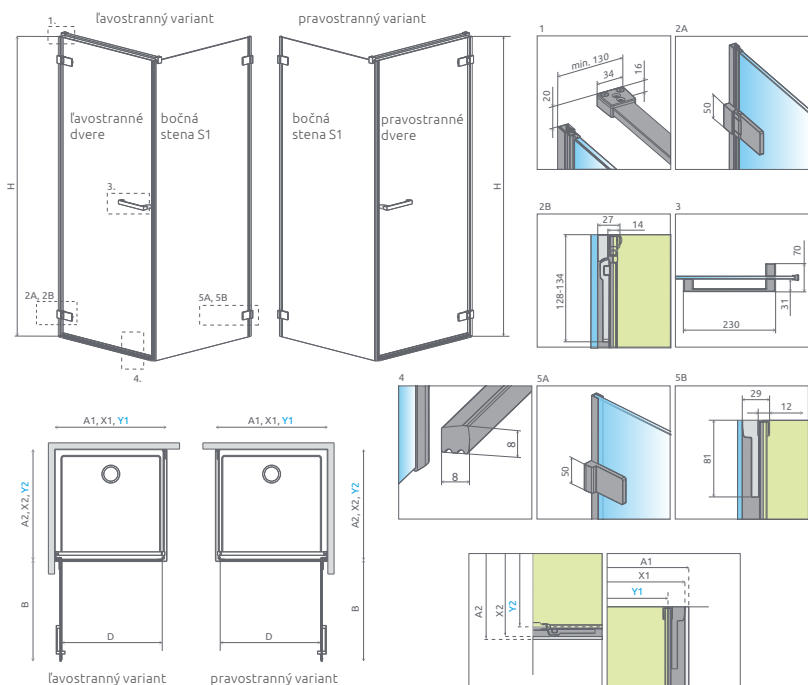 ľavostranný variant
pravostranný variant
1.
H
ľavostranné
dvere
bočná
stena S1
bočná
stena S1
pravostranné
dvere
H
3.
2A, 2B
5A, 5B
4.
1
min. 130
34
16
20
2A
50
2B
27
14
128-134
3
70
31
230
4
8
8
5A
50
5B
29
12
81
A1, X1, Y1
A1, X1, Y1
A2, X2, Y2
A2, X2, Y2
B
B
D
D
ľavostranný variant
pravostranný variant
A2
X2
Y2
A1
X1
Y1